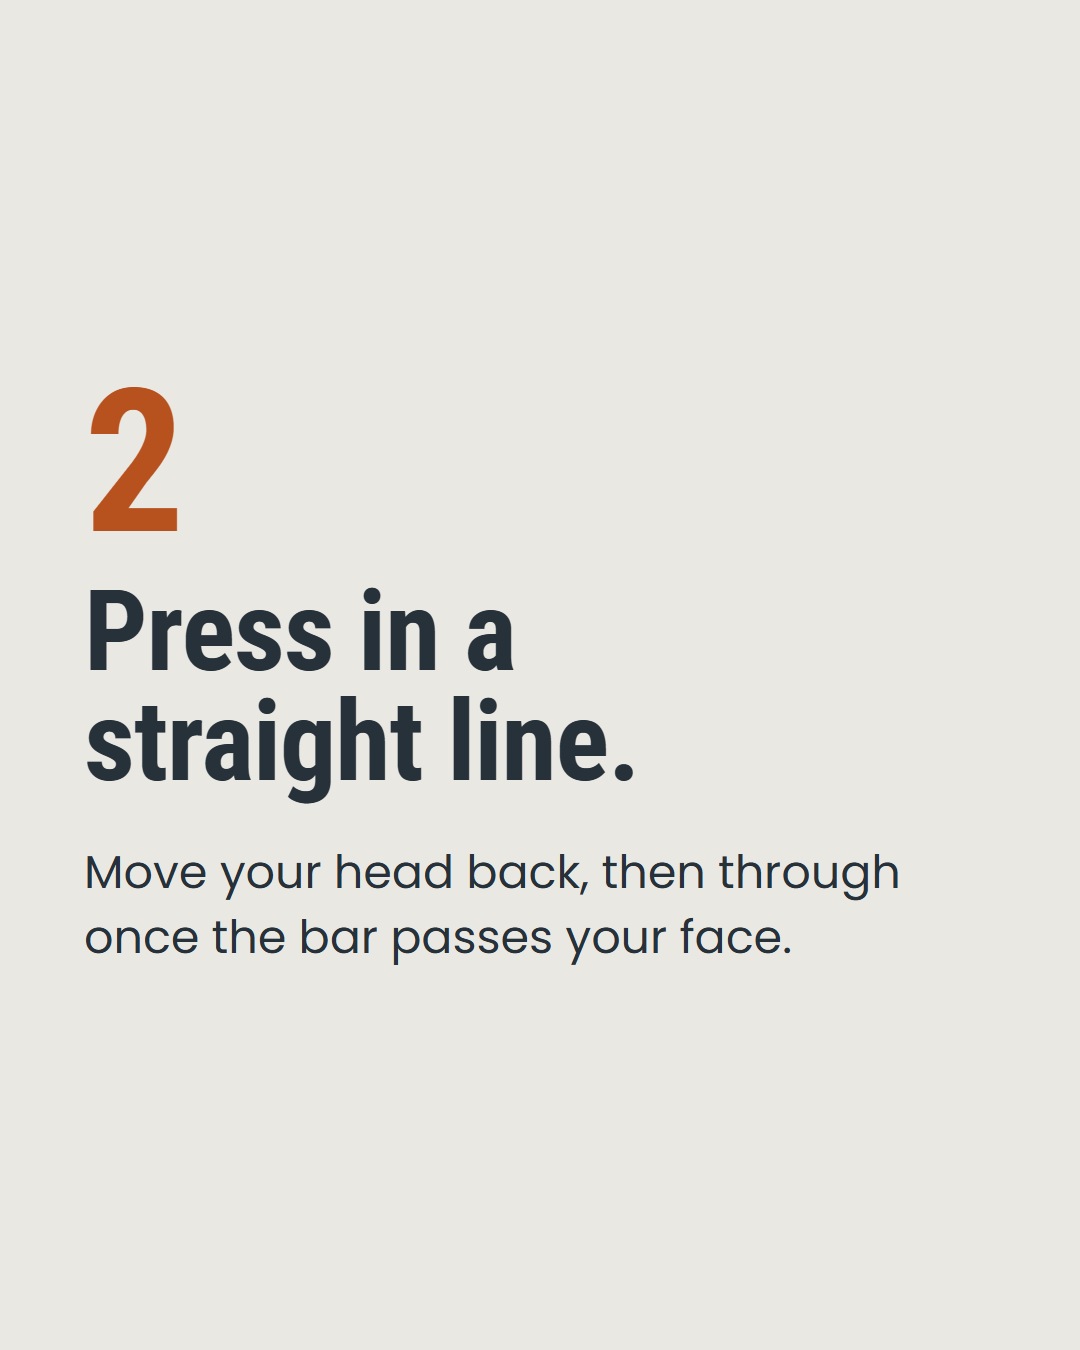 2
Press in a
straight line.
Move your head back, then through
once the bar passes your face.